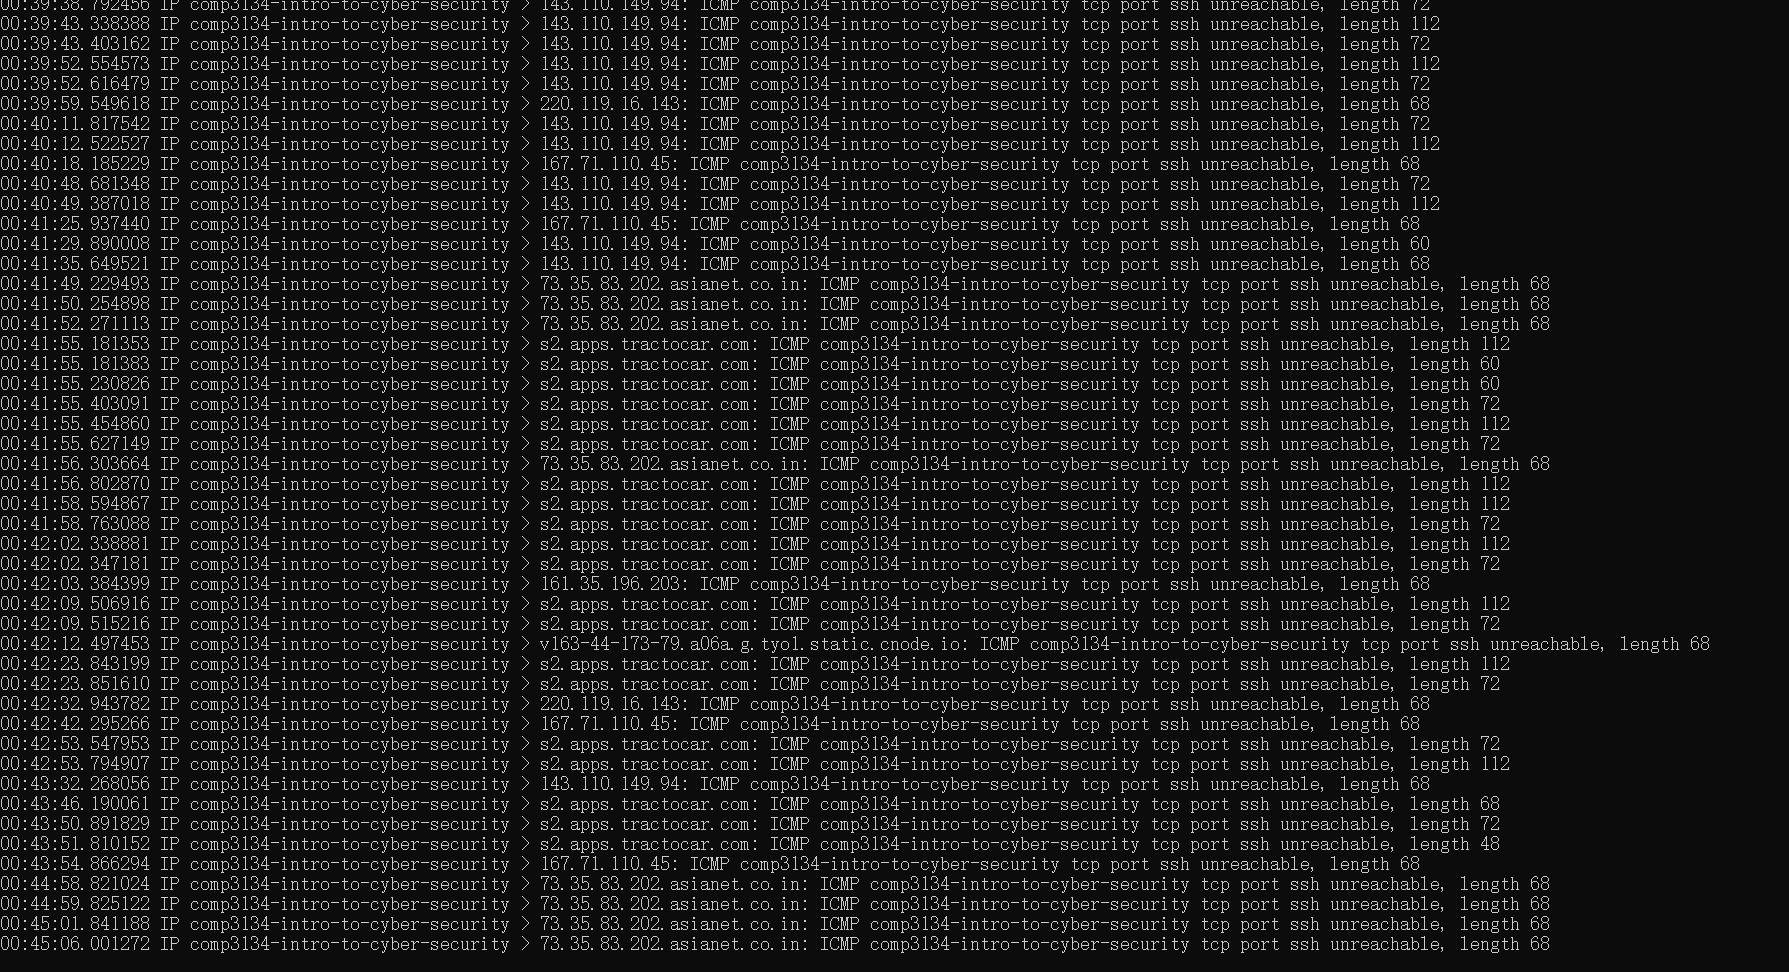 00:39:38.792456 IP comp3134-intro-to-cyber-security > 143.110.149.94: ICMP comp3134-intro-to-cyber-security tcp port ssh unreachable, length 72
00:39:43.338388 IP comp3134-intro-to-cyber-security > 143.110.149.94: ICMP comp3134-intro-to-cyber-security tcp port ssh unreachable, length 112
00:39:43.403162 IP comp3134-intro-to-cyber-security > 143.110.149.94: ICMP comp3134-intro-to-cyber-security tcp port ssh unreachable, length 72
00:39:52.554573 IP comp3134-intro-to-cyber-security > 143.110.149.94: ICMP comp3134-intro-to-cyber-security tcp port ssh unreachable, length 112
00:39:52.616479 IP comp3134-intro-to-cyber-security > 143.110.149.94: ICMP comp3134-intro-to-cyber-security tcp port ssh unreachable, length 72
00:39:59.549618 IP comp3134-intro-to-cyber-security > 220.119.16.143: ICMP comp3134-intro-to-cyber-security tcp port ssh unreachable, length 68
00:40:11.817542 IP comp3134-intro-to-cyber-security > 143.110.149.94: ICMP comp3134-intro-to-cyber-security tcp port ssh unreachable, length 72
00:40:12.522527 IP comp3134-intro-to-cyber-security > 143.110.149.94: ICMP comp3134-intro-to-cyber-security tcp port ssh unreachable, length 112
00:40:18.185229 IP comp3134-intro-to-cyber-security > 167.71.110.45: ICMP comp3134-intro-to-cyber-security tcp port ssh unreachable, length 68
00:40:48.681348 IP comp3134-intro-to-cyber-security > 143.110.149.94: ICMP comp3134-intro-to-cyber-security tcp port ssh unreachable, length 72
00:40:49.387018 IP comp3134-intro-to-cyber-security > 143.110.149.94: ICMP comp3134-intro-to-cyber-security tcp port ssh unreachable, length 112
00:41:25.937440 IP comp3134-intro-to-cyber-security > 167.71.110.45: ICMP comp3134-intro-to-cyber-security tcp port ssh unreachable, length 68
00:41:29.890008 IP comp3134-intro-to-cyber-security > 143.110.149.94: ICMP comp3134-intro-to-cyber-security tcp port ssh unreachable, length 60
00:41:35.649521 IP comp3134-intro-to-cyber-security > 143.110.149.94: ICMP comp3134-intro-to-cyber-security tcp port ssh unreachable, length 68
00:41:49.229493 IP comp3134-intro-to-cyber-security > 73.35.83.202.asianet.co.in: ICMP comp3134-intro-to-cyber-security tcp port ssh unreachable, length 68
00:41:50.254898 IP comp3134-intro-to-cyber-security > 73.35.83.202.asianet.co.in: ICMP comp3134-intro-to-cyber-security tcp port ssh unreachable, length 68
00:41:52.271113 IP comp3134-intro-to-cyber-security > 73.35.83.202.asianet.co.in: ICMP comp3134-intro-to-cyber-security tcp port ssh unreachable, length 68
00:41:55.181353 IP comp3134-intro-to-cyber-security > s2.apps.tractocar.com: ICMP comp3134-intro-to-cyber-security tcp port ssh unreachable, length 112
00:41:55.181383 IP comp3134-intro-to-cyber-security > s2.apps.tractocar.com: ICMP comp3134-intro-to-cyber-security tcp port ssh unreachable, length 60
00:41:55.230826 IP comp3134-intro-to-cyber-security > s2.apps.tractocar.com: ICMP comp3134-intro-to-cyber-security tcp port ssh unreachable, length 60
00:41:55.403091 IP comp3134-intro-to-cyber-security > s2.apps.tractocar.com: ICMP comp3134-intro-to-cyber-security tcp port ssh unreachable, length 72
00:41:55.454860 IP comp3134-intro-to-cyber-security > s2.apps.tractocar.com: ICMP comp3134-intro-to-cyber-security tcp port ssh unreachable, length 112
00:41:55.627149 IP comp3134-intro-to-cyber-security > s2.apps.tractocar.com: ICMP comp3134-intro-to-cyber-security tcp port ssh unreachable, length 72
00:41:56.303664 IP comp3134-intro-to-cyber-security > 73.35.83.202.asianet.co.in: ICMP comp3134-intro-to-cyber-security tcp port ssh unreachable, length 68
00:41:56.802870 IP comp3134-intro-to-cyber-security > s2.apps.tractocar.com: ICMP comp3134-intro-to-cyber-security tcp port ssh unreachable, length 112
00:41:58.594867 IP comp3134-intro-to-cyber-security > s2.apps.tractocar.com: ICMP comp3134-intro-to-cyber-security tcp port ssh unreachable, length 112
00:41:58.763088 IP comp3134-intro-to-cyber-security > s2.apps.tractocar.com: ICMP comp3134-intro-to-cyber-security tcp port ssh unreachable, length 72
00:42:02.338881 IP comp3134-intro-to-cyber-security > s2.apps.tractocar.com: ICMP comp3134-intro-to-cyber-security tcp port ssh unreachable, length 112
00:42:02.347181 IP comp3134-intro-to-cyber-security > s2.apps.tractocar.com: ICMP comp3134-intro-to-cyber-security tcp port ssh unreachable, length 72
00:42:03.384399 IP comp3134-intro-to-cyber-security > 161.35.196.203: ICMP comp3134-intro-to-cyber-security tcp port ssh unreachable, length 68
00:42:09.506916 IP comp3134-intro-to-cyber-security > s2.apps.tractocar.com: ICMP comp3134-intro-to-cyber-security tcp port ssh unreachable, length 112
00:42:09.515216 IP comp3134-intro-to-cyber-security > s2.apps.tractocar.com: ICMP comp3134-intro-to-cyber-security tcp port ssh unreachable, length 72
00:42:12.497453 IP comp3134-intro-to-cyber-security > v163-44-173-79.a06a.g.tyo1.static.cnode.io: ICMP comp3134-intro-to-cyber-security tcp port ssh unreachable, length 68
00:42:23.843199 IP comp3134-intro-to-cyber-security > s2.apps.tractocar.com: ICMP comp3134-intro-to-cyber-security tcp port ssh unreachable, length 112
00:42:23.851610 IP comp3134-intro-to-cyber-security > s2.apps.tractocar.com: ICMP comp3134-intro-to-cyber-security tcp port ssh unreachable, length 72
00:42:32.943782 IP comp3134-intro-to-cyber-security > 220.119.16.143: ICMP comp3134-intro-to-cyber-security tcp port ssh unreachable, length 68
00:42:42.295266 IP comp3134-intro-to-cyber-security > 167.71.110.45: ICMP comp3134-intro-to-cyber-security tcp port ssh unreachable, length 68
00:42:53.547953 IP comp3134-intro-to-cyber-security > s2.apps.tractocar.com: ICMP comp3134-intro-to-cyber-security tcp port ssh unreachable, length 72
00:42:53.794907 IP comp3134-intro-to-cyber-security > s2.apps.tractocar.com: ICMP comp3134-intro-to-cyber-security tcp port ssh unreachable, length 112
00:43:32.268056 IP comp3134-intro-to-cyber-security > 143.110.149.94: ICMP comp3134-intro-to-cyber-security tcp port ssh unreachable, length 68
00:43:46.190061 IP comp3134-intro-to-cyber-security > s2.apps.tractocar.com: ICMP comp3134-intro-to-cyber-security tcp port ssh unreachable, length 68
00:43:50.891829 IP comp3134-intro-to-cyber-security > s2.apps.tractocar.com: ICMP comp3134-intro-to-cyber-security tcp port ssh unreachable, length 72
00:43:51.810152 IP comp3134-intro-to-cyber-security > s2.apps.tractocar.com: ICMP comp3134-intro-to-cyber-security tcp port ssh unreachable, length 48
00:43:54.866294 IP comp3134-intro-to-cyber-security > 167.71.110.45: ICMP comp3134-intro-to-cyber-security tcp port ssh unreachable, length 68
00:44:58.821024 IP comp3134-intro-to-cyber-security > 73.35.83.202.asianet.co.in: ICMP comp3134-intro-to-cyber-security tcp port ssh unreachable, length 68
00:44:59.825122 IP comp3134-intro-to-cyber-security > 73.35.83.202.asianet.co.in: ICMP comp3134-intro-to-cyber-security tcp port ssh unreachable, length 68
00:45:01.841188 IP comp3134-intro-to-cyber-security > 73.35.83.202.asianet.co.in: ICMP comp3134-intro-to-cyber-security tcp port ssh unreachable, length 68
00:45:06.001272 IP comp3134-intro-to-cyber-security > 73.35.83.202.asianet.co.in: ICMP comp3134-intro-to-cyber-security tcp port ssh unreachable, length 68